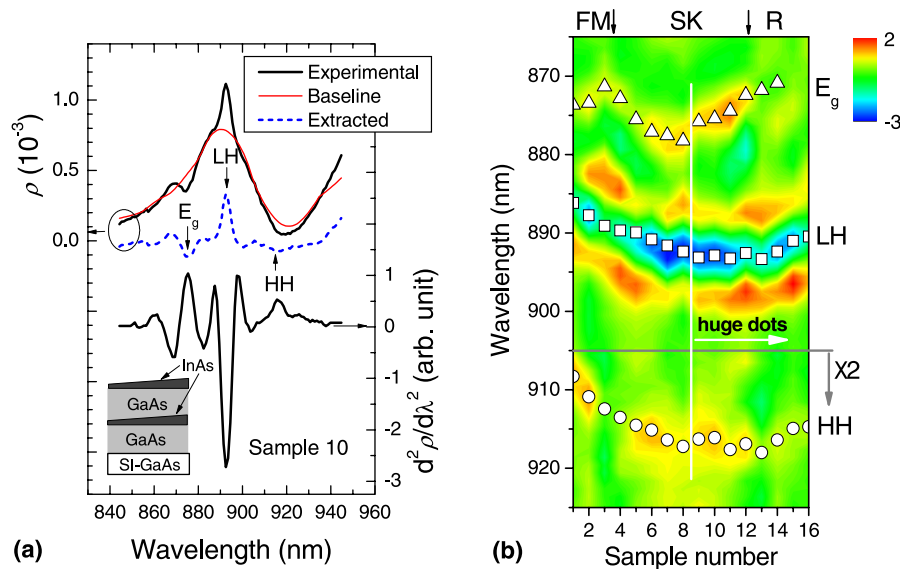 Experimental
Baseline
Extracted
LH
E_g
HH
1.0
0.5
0.0
ρ (10^-3)
1
0
-1
-2
-3
d²ρ/dλ² (arb. unit)
InAs
GaAs
GaAs
SI-GaAs
Sample 10
840 860 880 900 920 940 960
Wavelength (nm)
(a)
FM SK R
2
-3
870
880
890
900
910
920
Wavelength (nm)
E_g
LH
huge dots
X2
HH
2 4 6 8 10 12 14 16
Sample number
(b)